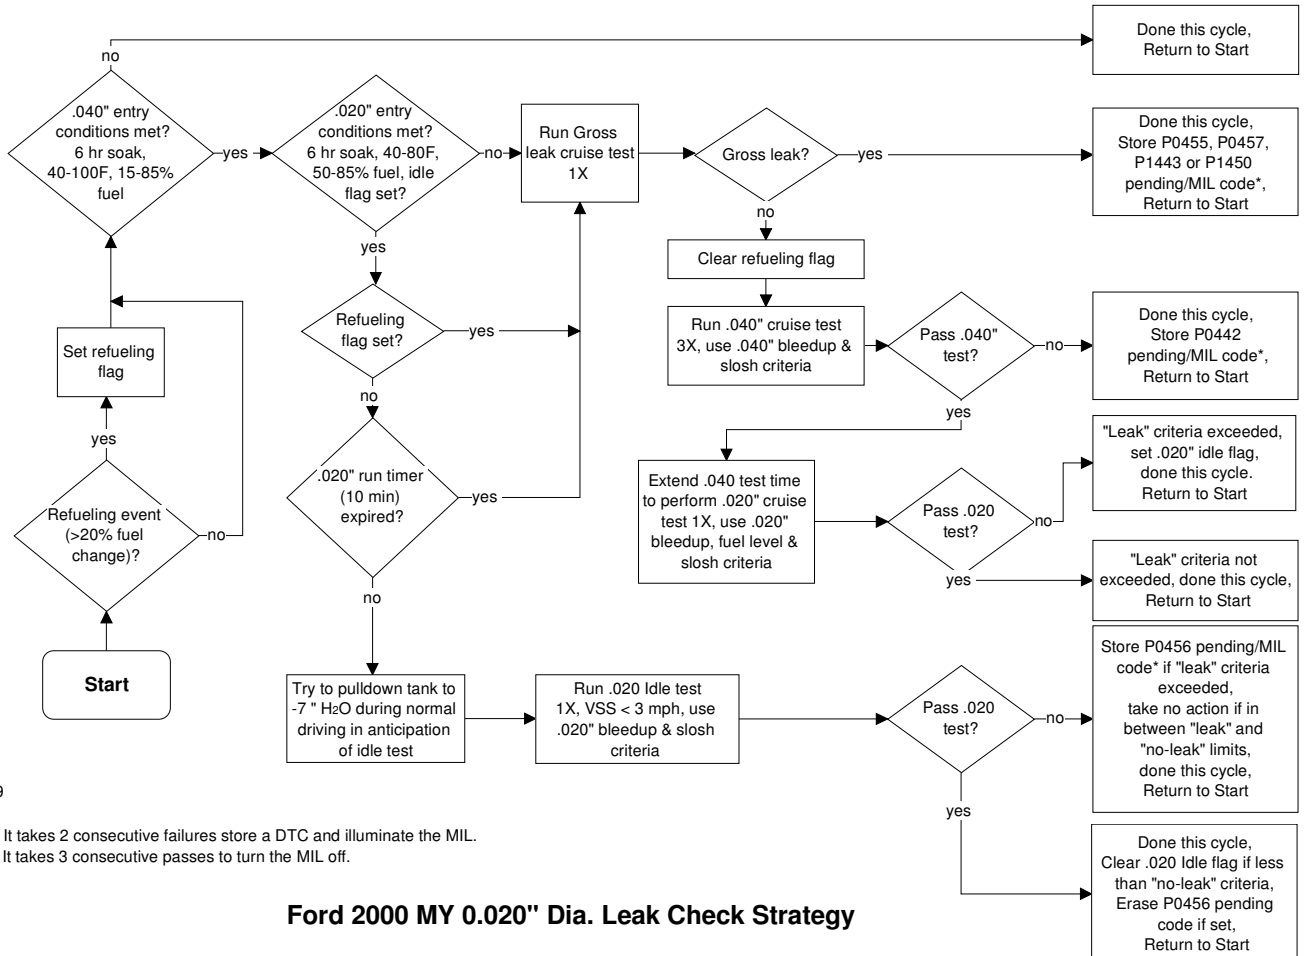 Done this cycle,
Return to Start
no
.040" entry
conditions met?
6 hr soak,
40-100F, 15-85%
fuel
yes
.020" entry
conditions met?
6 hr soak, 40-80F,
50-85% fuel, idle
flag set?
no
Run Gross
leak cruise test
1X
Gross leak?
yes
Done this cycle,
Store P0455, P0457,
P1443 or P1450
pending/MIL code*,
Return to Start
no
yes
Clear refueling flag
Refueling
flag set?
yes
Run .040" cruise test
3X, use .040" bleedup &
slosh criteria
Pass .040"
test?
no
Done this cycle,
Store P0442
pending/MIL code*,
Return to Start
Set refueling
flag
no
yes
yes
"Leak" criteria exceeded,
set .020" idle flag,
done this cycle.
Return to Start
.020" run timer
(10 min)
expired?
yes
Extend .040 test time
to perform .020" cruise
test 1X, use .020"
bleedup, fuel level &
slosh criteria
Pass .020
test?
no
Refueling event
(>20% fuel
change)?
no
yes
"Leak" criteria not
exceeded, done this cycle,
Return to Start
no
Start
Try to pulldown tank to
-7 " H2O during normal
driving in anticipation
of idle test
Run .020 Idle test
1X, VSS < 3 mph, use
.020" bleedup & slosh
criteria
Pass .020
test?
no
Store P0456 pending/MIL
code* if "leak" criteria
exceeded,
take no action if in
between "leak" and
"no-leak" limits,
done this cycle,
Return to Start
yes
9
It takes 2 consecutive failures store a DTC and illuminate the MIL.
It takes 3 consecutive passes to turn the MIL off.
Done this cycle,
Clear .020 Idle flag if less
than "no-leak" criteria,
Erase P0456 pending
code if set,
Return to Start
Ford 2000 MY 0.020" Dia. Leak Check Strategy